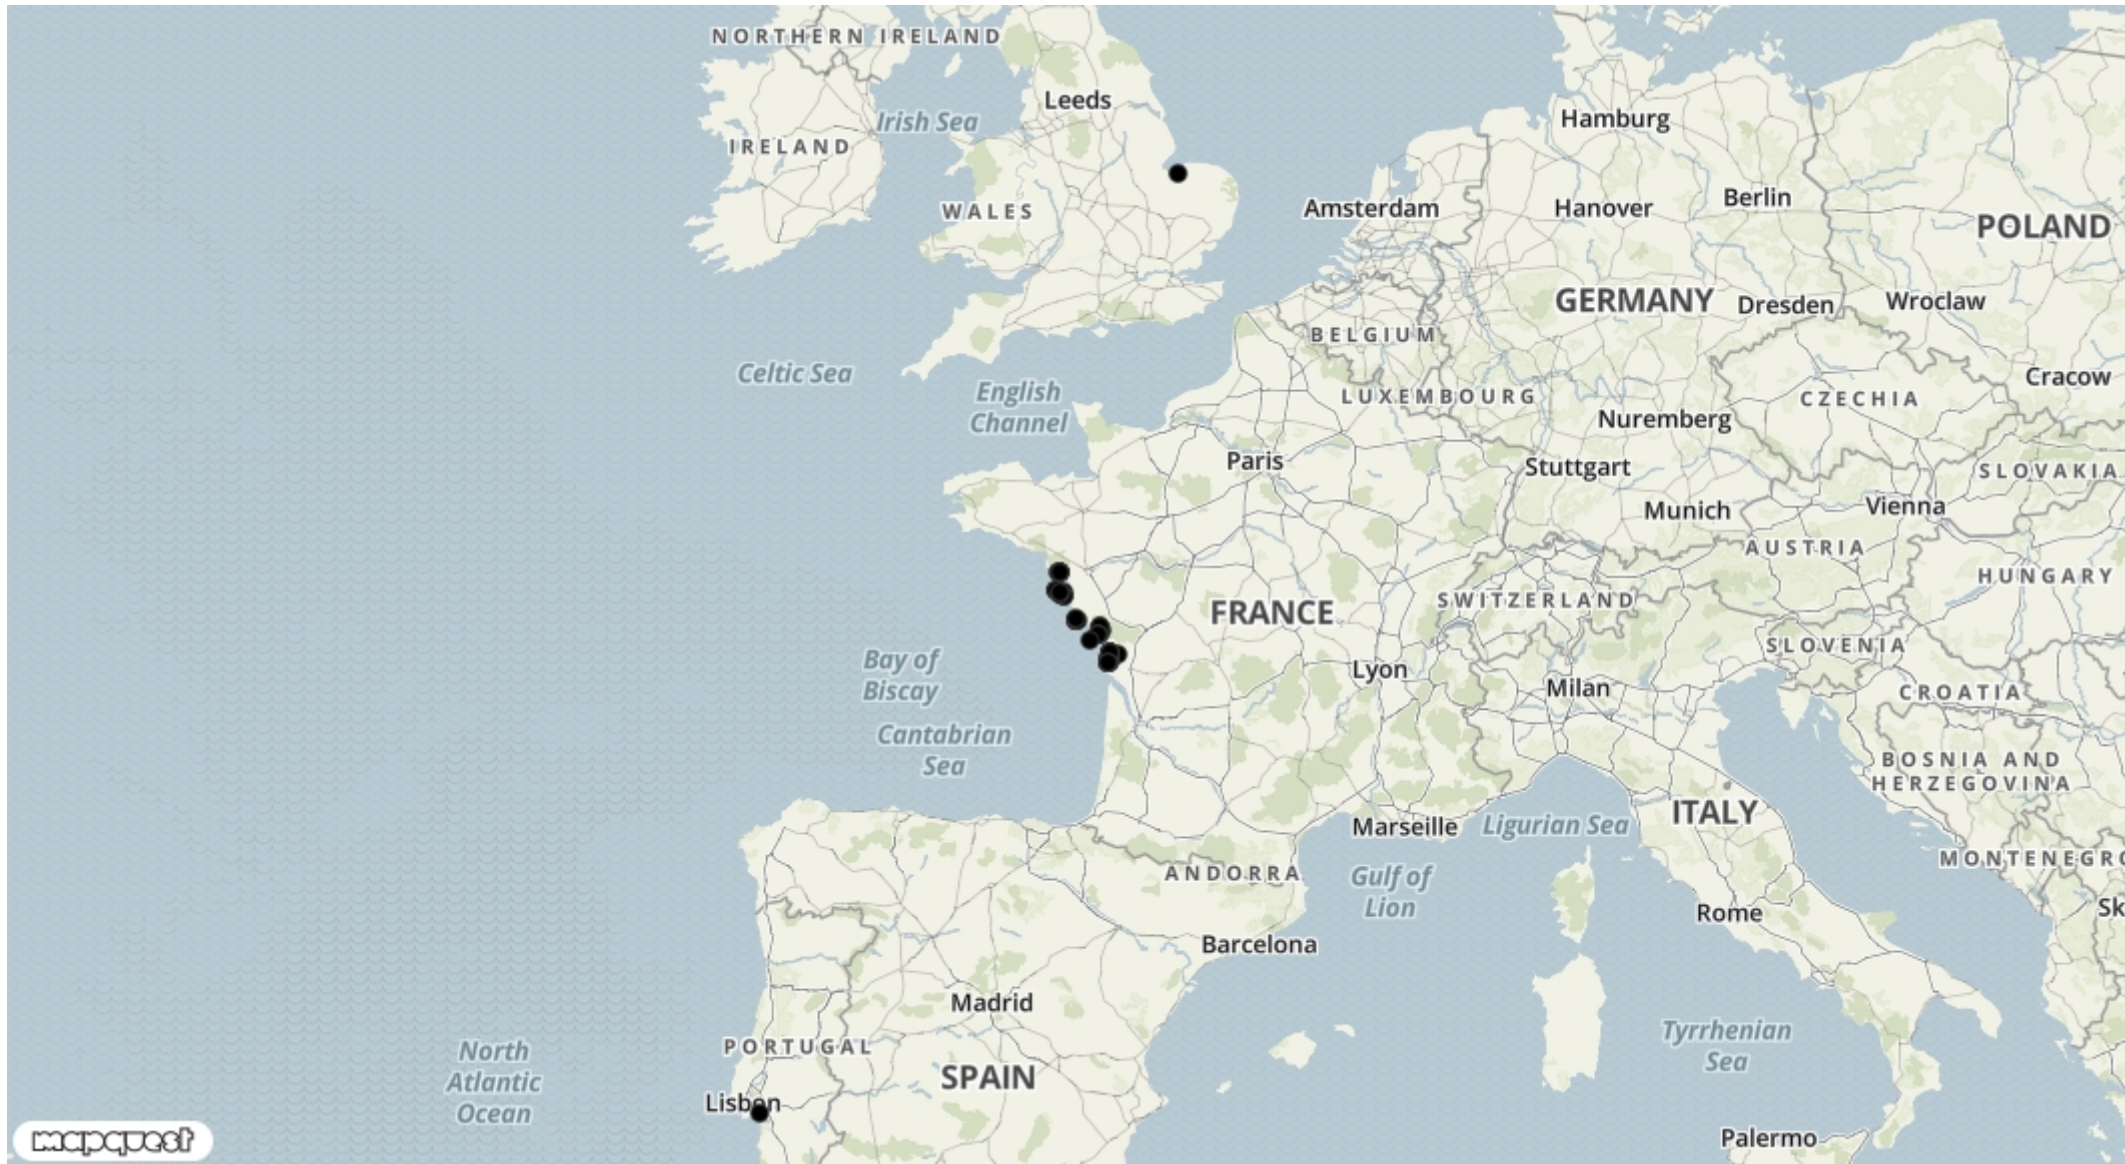 NORTHERN IRELAND
Leeds
Irish Sea
Hamburg
IRELAND
Amsterdam
Hanover
Berlin
WALES
POLAND
GERMANY
Dresden
Wroclaw
BELGIUM
Celtic Sea
English
Channel
LUXEMBOURG
Cracow
CZECHIA
Nuremberg
Paris
Stuttgart
SLOVAKIA
Munich
Vienna
AUSTRIA
HUNGARY
SWITZERLAND
FRANCE
SLOVENIA
Bay of
Biscay
Lyon
Milan
CROATIA
Cantabrian
Sea
BOSNIA AND
HERZEGOVINA
ITALY
Marseille
Ligurian Sea
MONTENEGRO
ANDORRA
Gulf of
Lion
Sk
Rome
Barcelona
Madrid
Tyrrhenian
Sea
PORTUGAL
North
Atlantic
Ocean
SPAIN
Lisbon
mapquest
Palermo